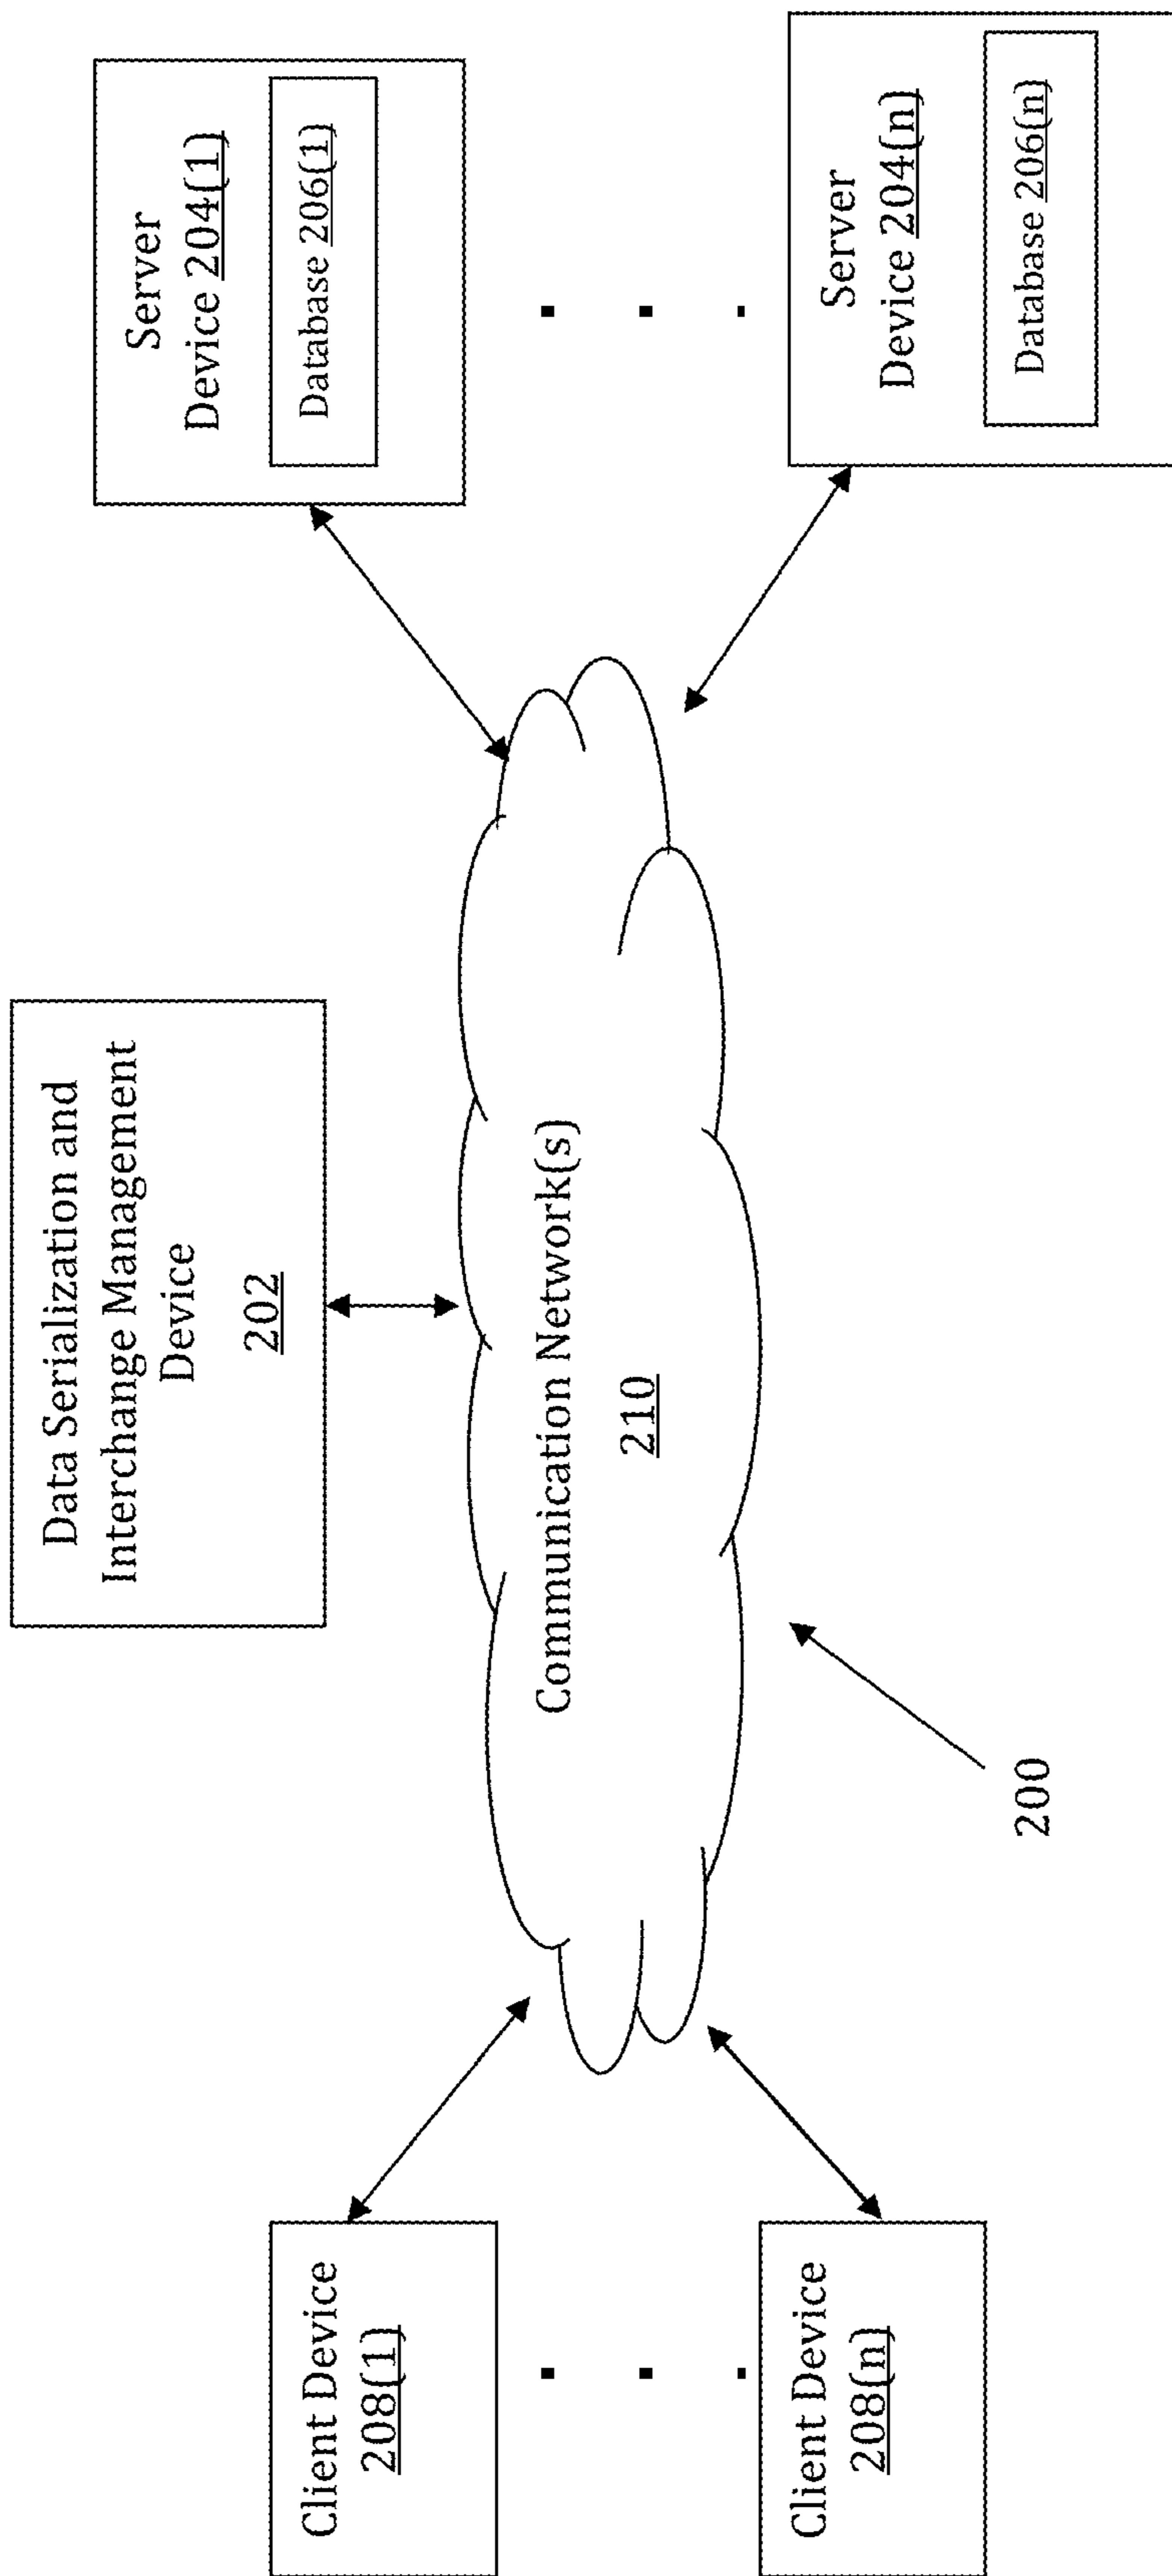 Data Serialization and
Interchange Management
Device
202
Server
Device 204(1)
Database 206(1)
Client Device
208(1)
Communication Network(s)
210
Client Device
208(n)
Server
Device 204(n)
Database 206(n)
200